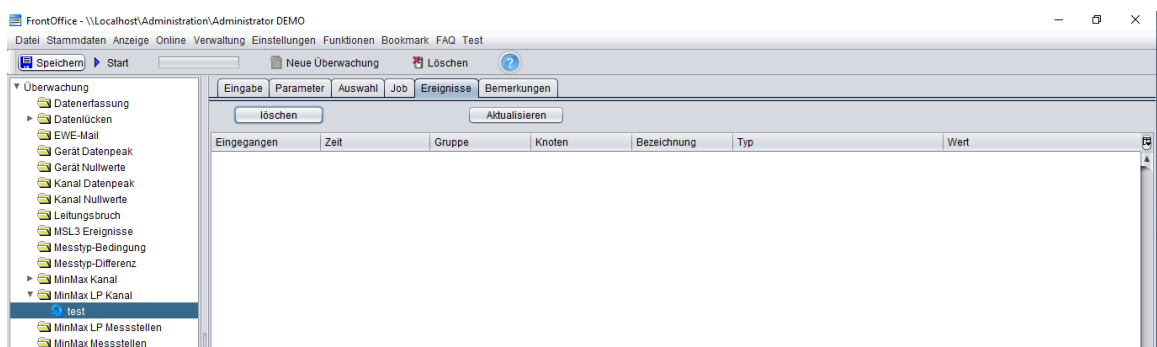 FrontOffice - \\Localhost\Administration\Administrator DEMO
Datei Stammdaten Anzeige Online Verwaltung Einstellungen Funktionen Bookmark FAQ Test
Speichern Start Neue Überwachung Löschen ?
Überwachung
Datenerfassung
Datenlücken
EWE-Mail
Gerät Datenpeak
Gerät Nullwerte
Kanal Datenpeak
Kanal Nullwerte
Leitungsbruch
MSL3 Ereignisse
Messtyp-Bedingung
Messtyp-Differenz
MinMax Kanal
MinMax LP Kanal
test
MinMax LP Messstellen
MinMax Messstellen
Eingabe Parameter Auswahl Job Ereignisse Bemerkungen
löschen Aktualisieren
Eingegangen Zeit Gruppe Knoten Bezeichnung Typ Wert